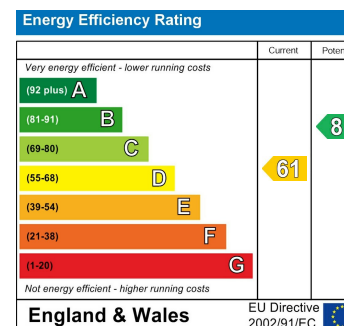 Energy Efficiency Rating
Current
Very energy efficient - lower running costs
(92 plus) A
(81-91) B
(69-80) C
(55-68) D
61
(39-54) E
(21-38) F
(1-20) G
Not energy efficient - higher running costs
England & Wales
EU Directive
2002/91/EC